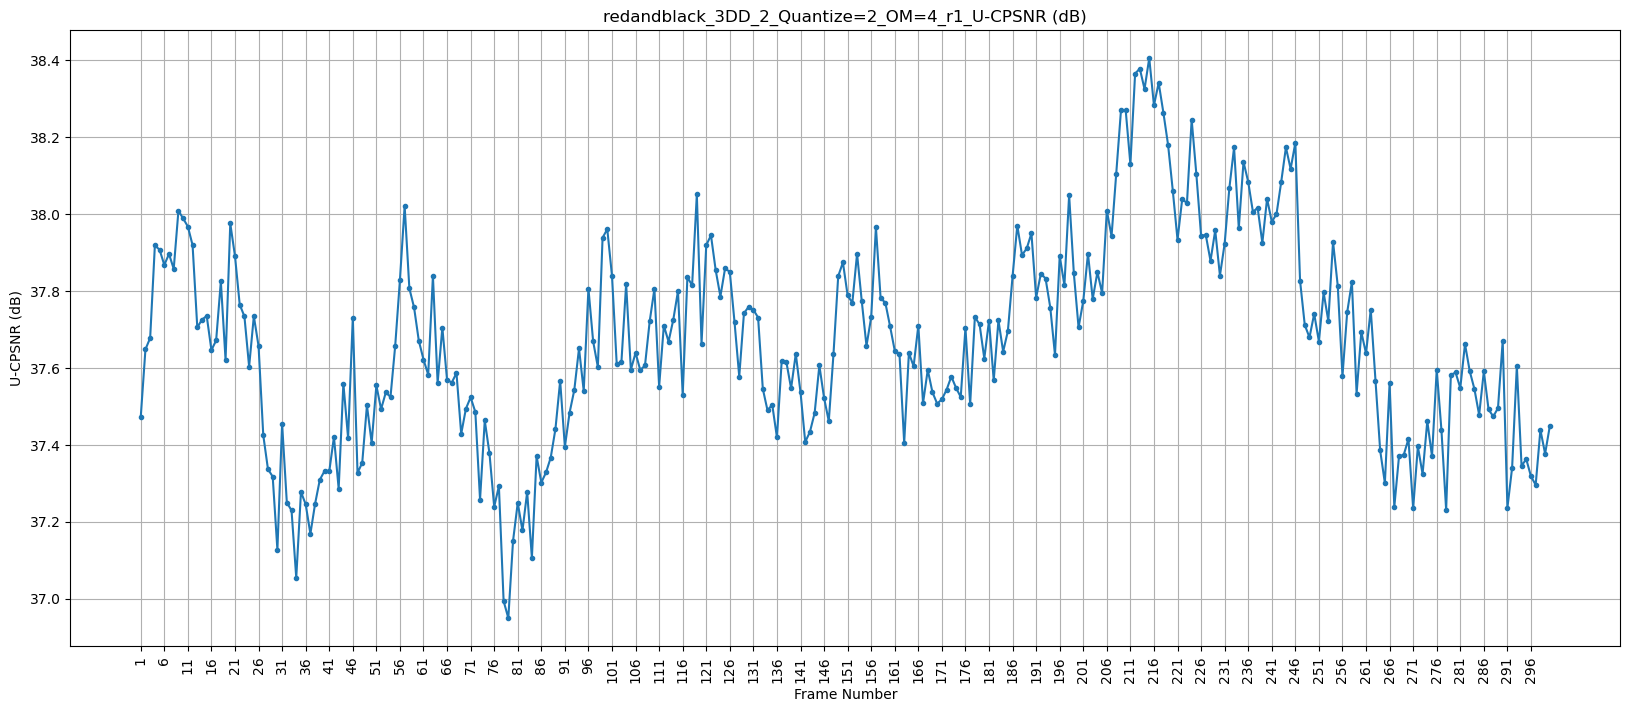 redandblack_3DD_2_Quantize=2_OM=4_r1_U-CPSNR (dB)
U-CPSNR (dB)
38.4
38.2
38.0
37.8
37.6
37.4
37.2
37.0
1 6 11 16 21 26 31 36 41 46 51 56 61 66 71 76 81 86 91 96 101 106 111 116 121 126 131 136 141 146 151 156 161 166 171 176 181 186 191 196 201 206 211 216 221 226 231 236 241 246 251 256 261 266 271 276 281 286 291 296
Frame Number